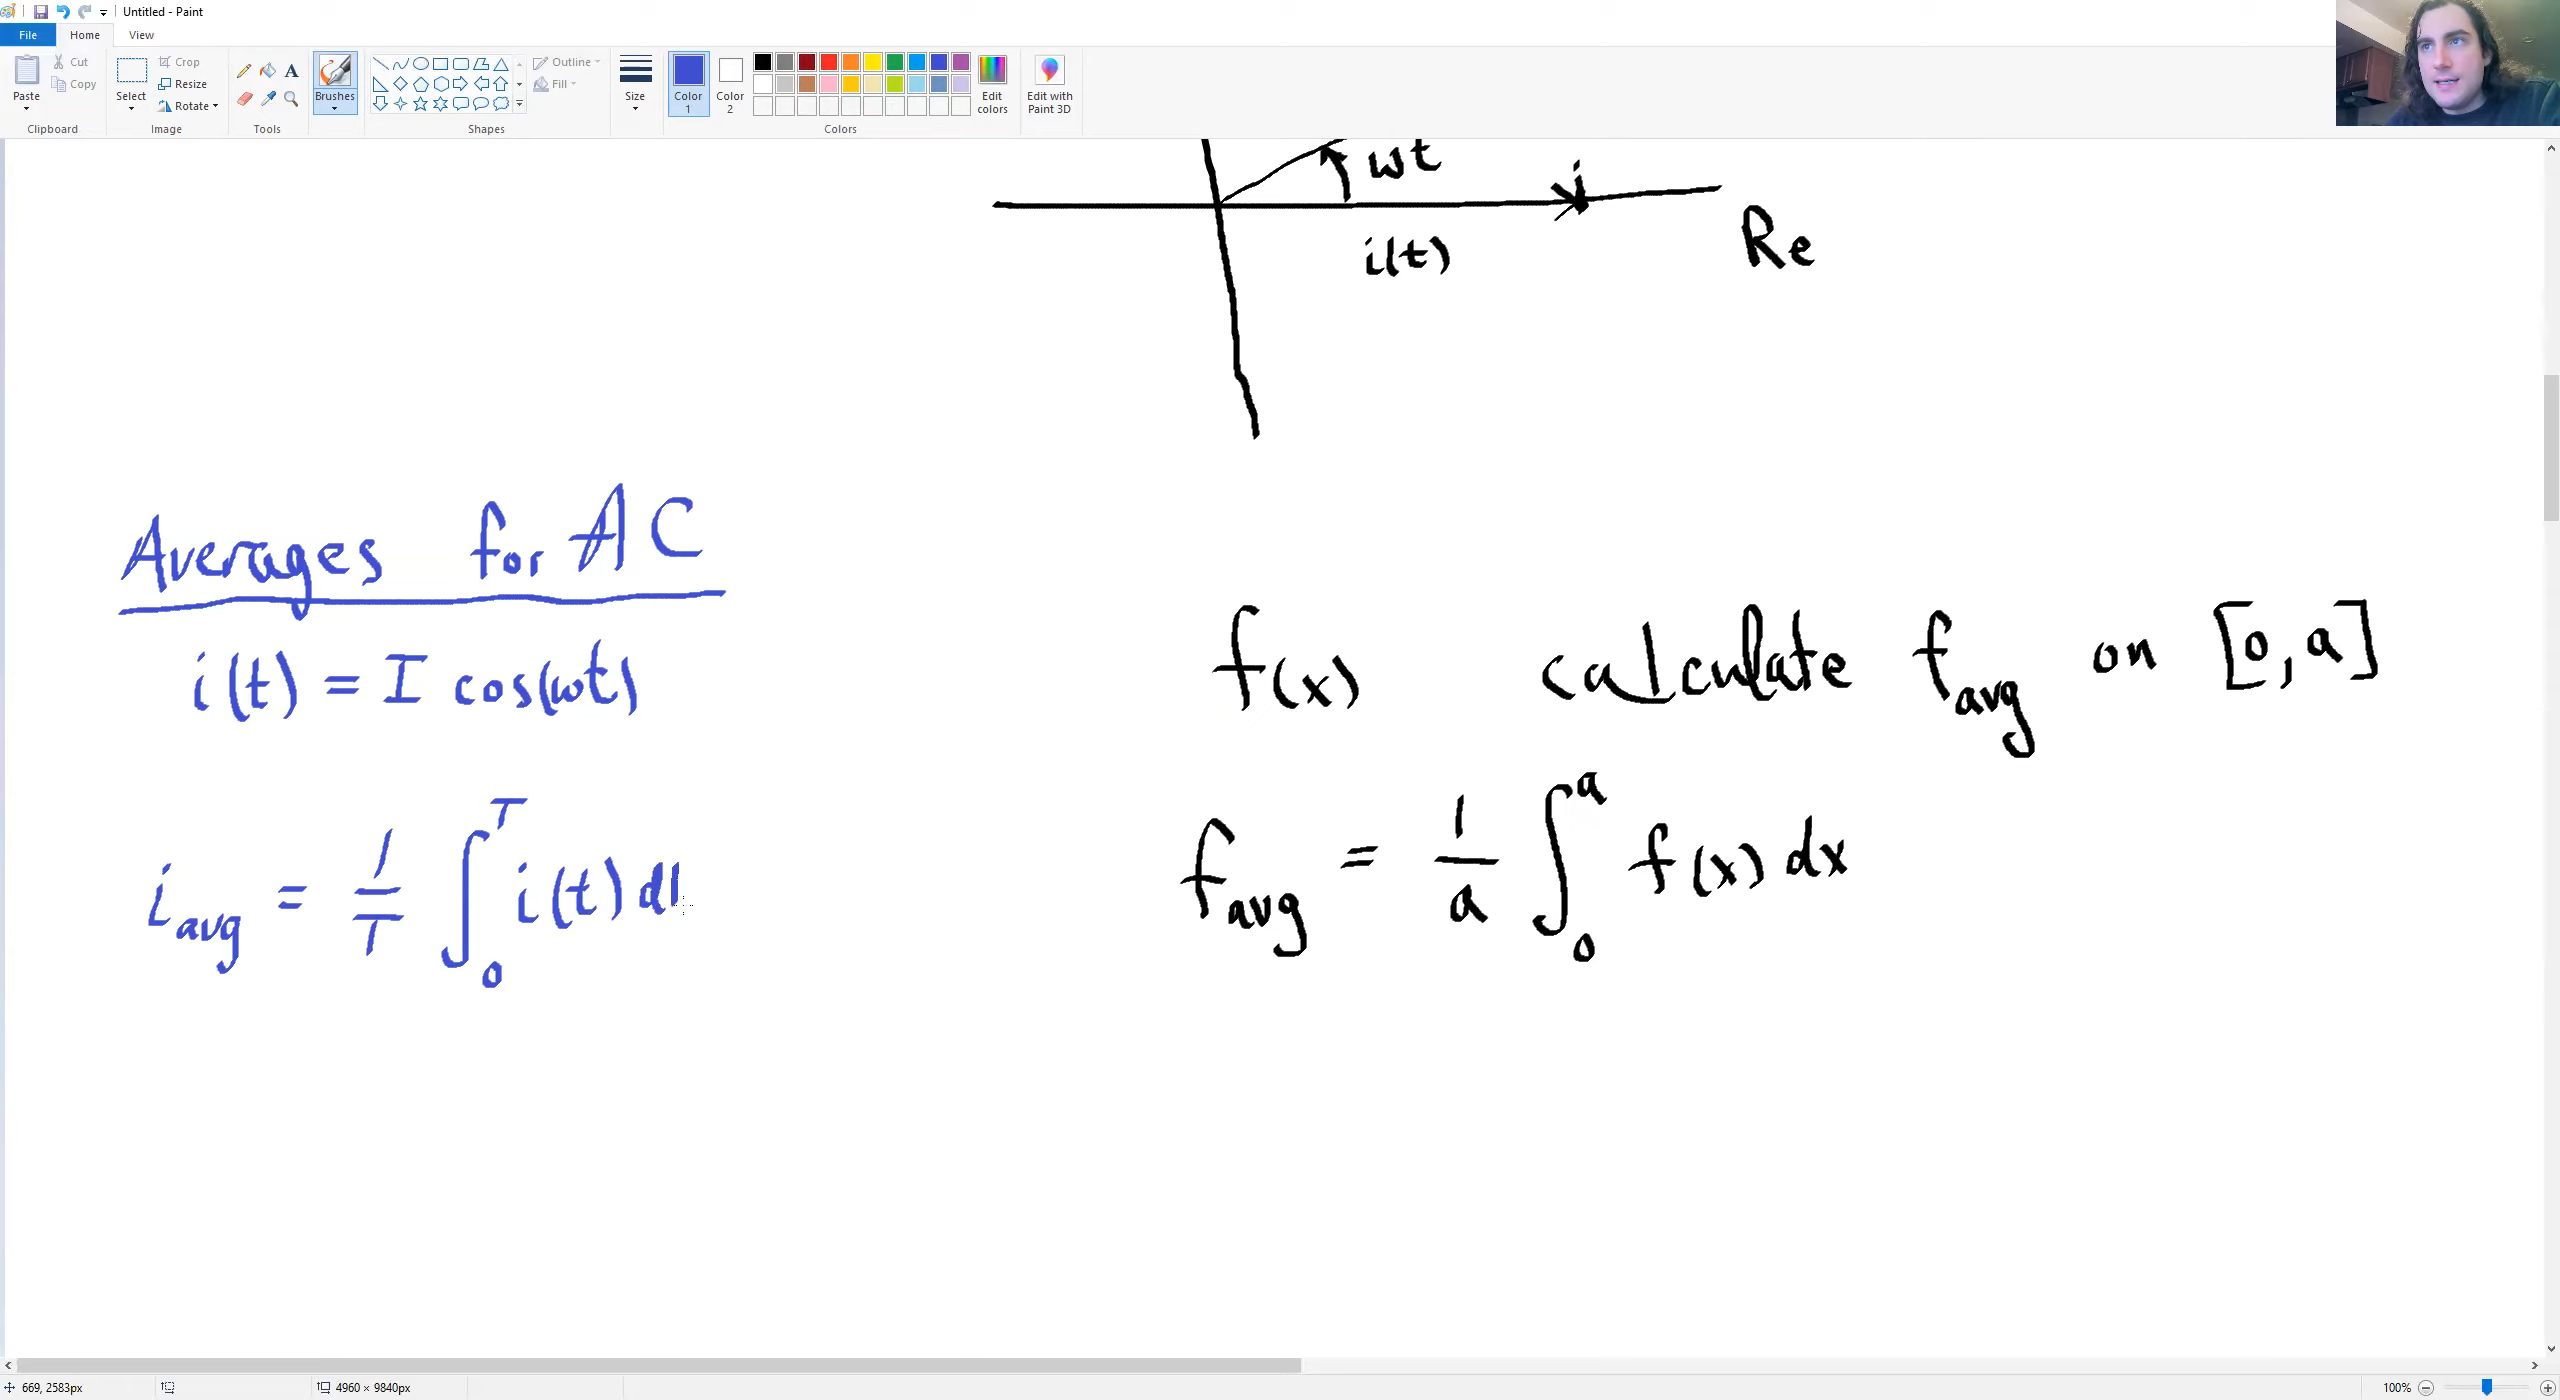 Untitled - Paint
File Home View
Paste Cut Copy Clipboard
Select Crop Resize Rotate Image
Tools
Brushes
Shapes
Outline
Fill
Size
Color 1
Color 2
Colors
Edit colors
Edit with Paint 3D
ωt
i
i(t)
Re
Averages for AC
i(t) = I cos(ωt)
i_avg = 1/T ∫_0^T i(t) dl
f(x) calculate f_avg on [0, a]
f_avg = 1/a ∫_0^a f(x) dx
669, 2583px
4960 × 9840px
100%